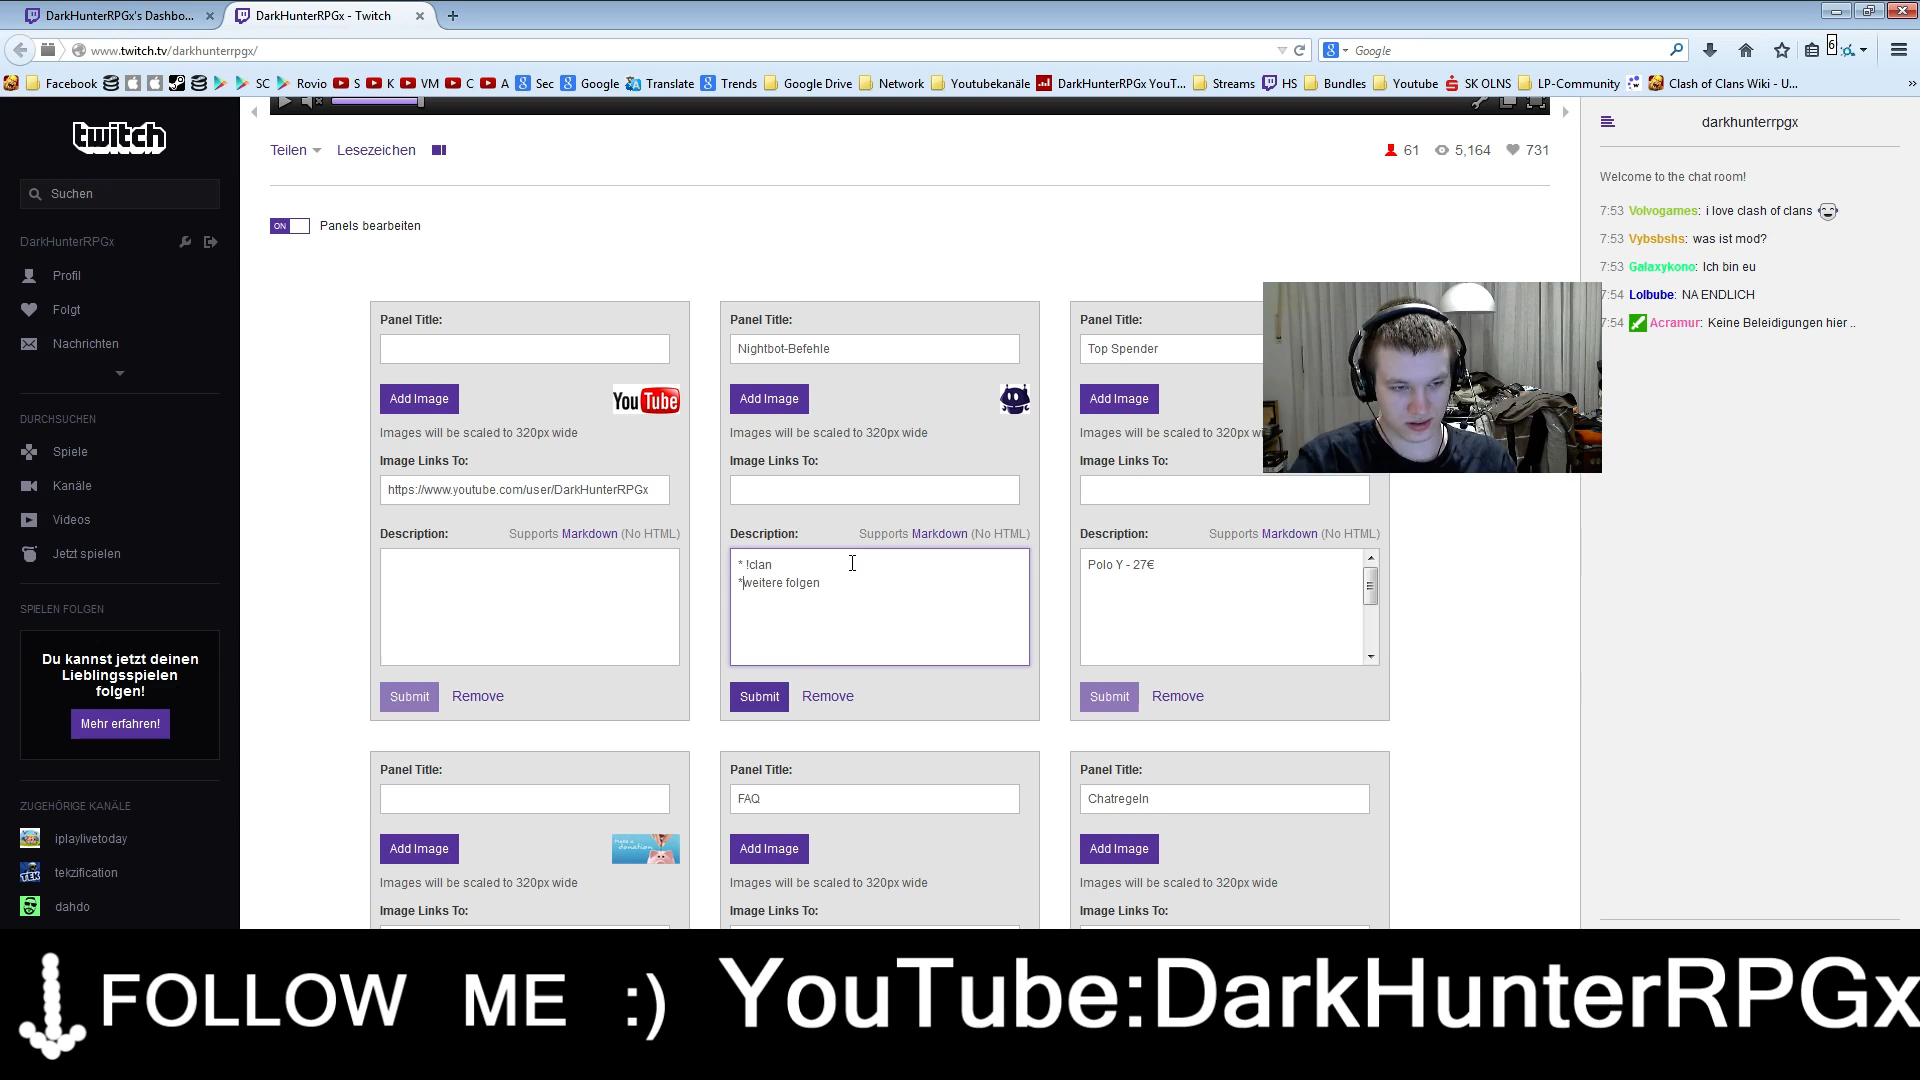 DarkHunterRPGx's Dashbo...
DarkHunterRPGx - Twitch
www.twitch.tv/darkhunterrpgx/
Google
6
Facebook
SC
Rovio
S
K
VM
C
A
Sec
Google
Translate
Trends
Google Drive
Network
Youtubekanäle
DarkHunterRPGx YouT...
Streams
HS
Bundles
Youtube
SK OLNS
LP-Community
Clash of Clans Wiki - U...
twitch
Suchen
DarkHunterRPGx
Profil
Folgt
Nachrichten
DURCHSUCHEN
Spiele
Kanäle
Videos
Jetzt spielen
SPIELEN FOLGEN
Du kannst jetzt deinen
Lieblingsspielen
folgen!
Mehr erfahren!
ZUGEHÖRIGE KANÄLE
iplaylivetoday
TEK
tekzification
dahdo
Teilen
Lesezeichen
61
5,164
731
ON
Panels bearbeiten
Panel Title:
Add Image
YouTube
Images will be scaled to 320px wide
Image Links To:
https://www.youtube.com/user/DarkHunterRPGx
Description:
Supports Markdown (No HTML)
Submit
Remove
Panel Title:
Nightbot-Befehle
Add Image
Images will be scaled to 320px wide
Image Links To:
Description:
Supports Markdown (No HTML)
* !clan
*weitere folgen
Submit
Remove
Panel Title:
Top Spender
Add Image
Images will be scaled to 320px wi
Image Links To:
Description:
Supports Markdown (No HTML)
Polo Y - 27€
Submit
Remove
Panel Title:
Add Image
donation
Images will be scaled to 320px wide
Image Links To:
Panel Title:
FAQ
Add Image
Images will be scaled to 320px wide
Image Links To:
Panel Title:
Chatregeln
Add Image
Images will be scaled to 320px wide
Image Links To:
darkhunterrpgx
Welcome to the chat room!
7:53 Volvogames: i love clash of clans
7:53 Vybsbshs: was ist mod?
7:53 Galaxykono: Ich bin eu
7:54 Lolbube: NA ENDLICH
7:54 Acramur: Keine Beleidigungen hier ..
FOLLOW ME :) YouTube:DarkHunterRPGx